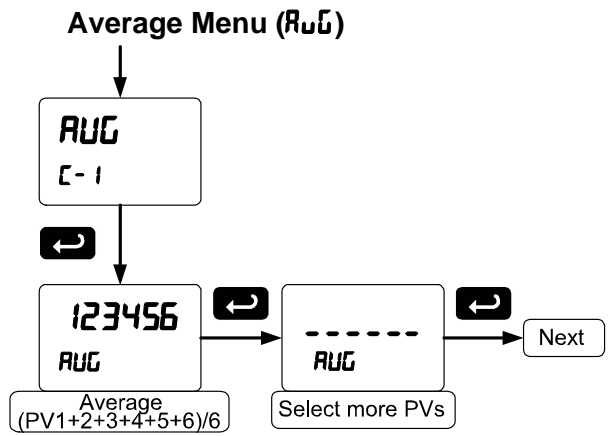 Average Menu (AuG)
AUG
C-1
123456
AUG
Average
(PV1+2+3+4+5+6)/6
------
AUG
Select more PVs
Next